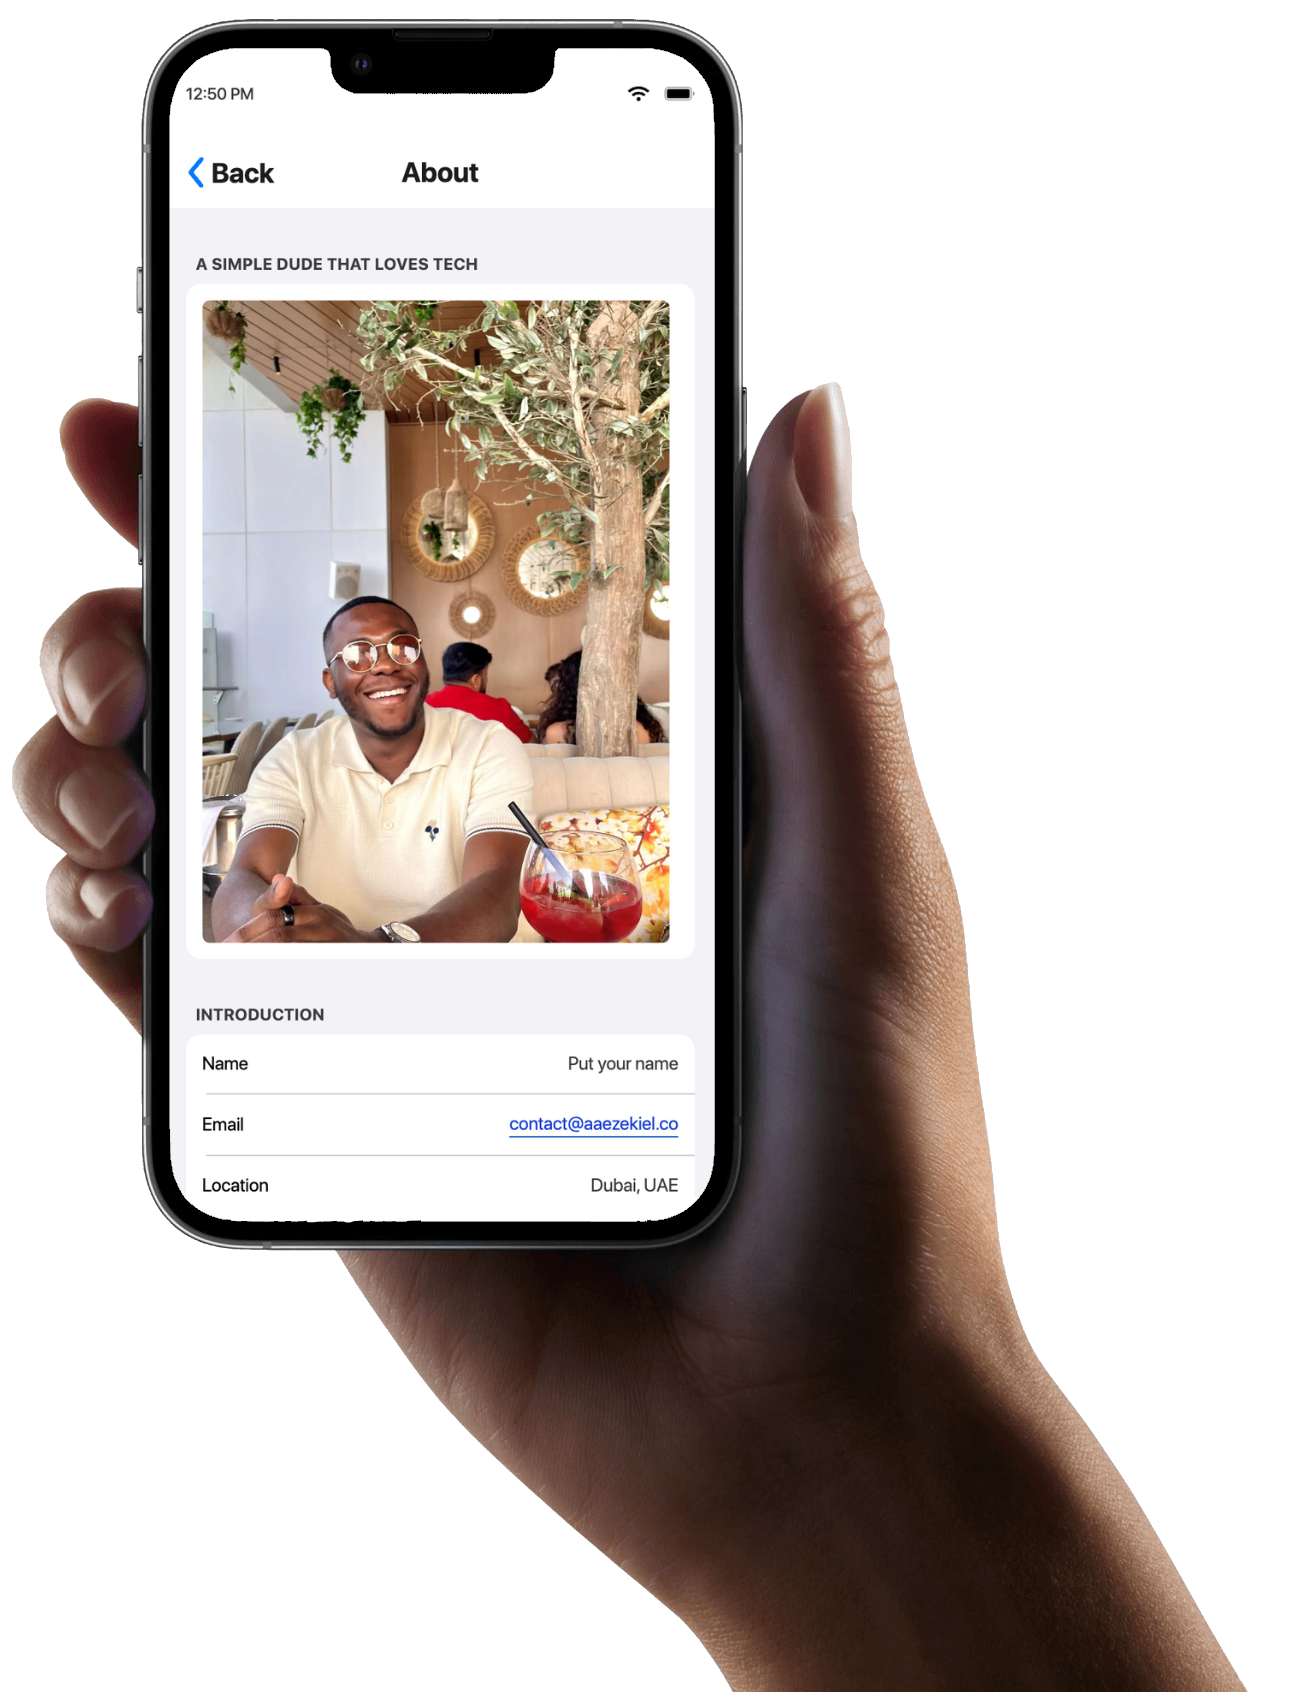 12:50 PM
Back
About
A SIMPLE DUDE THAT LOVES TECH
INTRODUCTION
Name
Put your name
Email
contact@aaezekiel.co
Location
Dubai, UAE